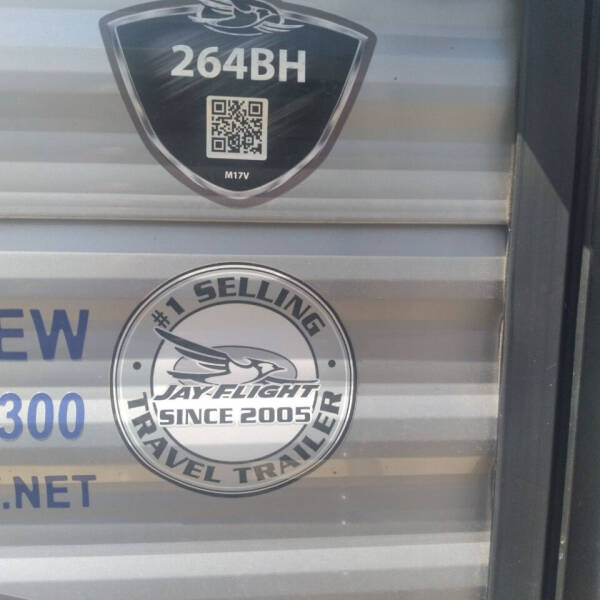 264BH
M17V
#1 SELLING
JAY-FLIGHT
SINCE 2005
TRAVEL TRAILER
EW
300
.NET